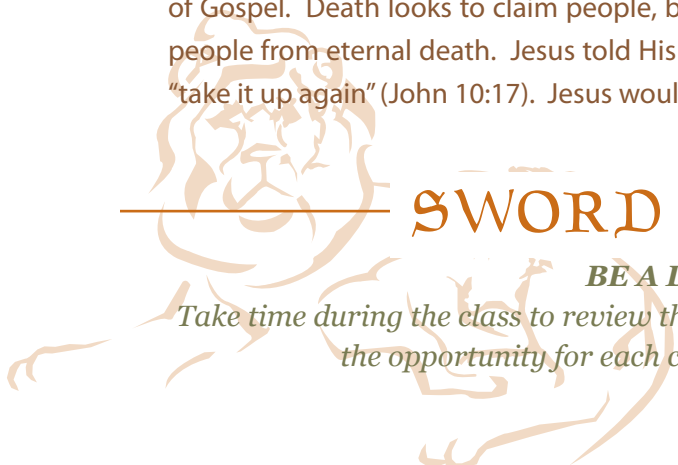 of Gospel.  Death looks to claim people, b
people from eternal death.  Jesus told His
“take it up again” (John 10:17).  Jesus woul
SWORD
BE A L
Take time during the class to review th
the opportunity for each c